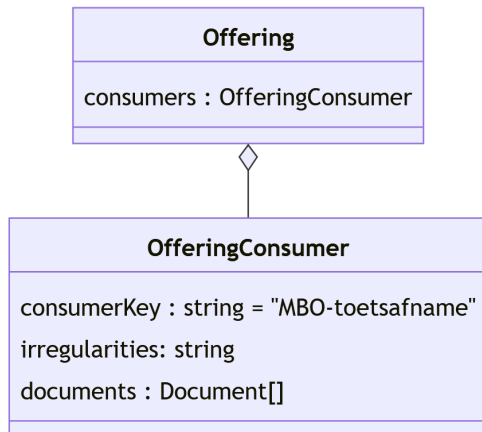 Offering
consumers : OfferingConsumer
OfferingConsumer
consumerKey : string = "MBO-toetsafname"
irregularities: string
documents : Document[]